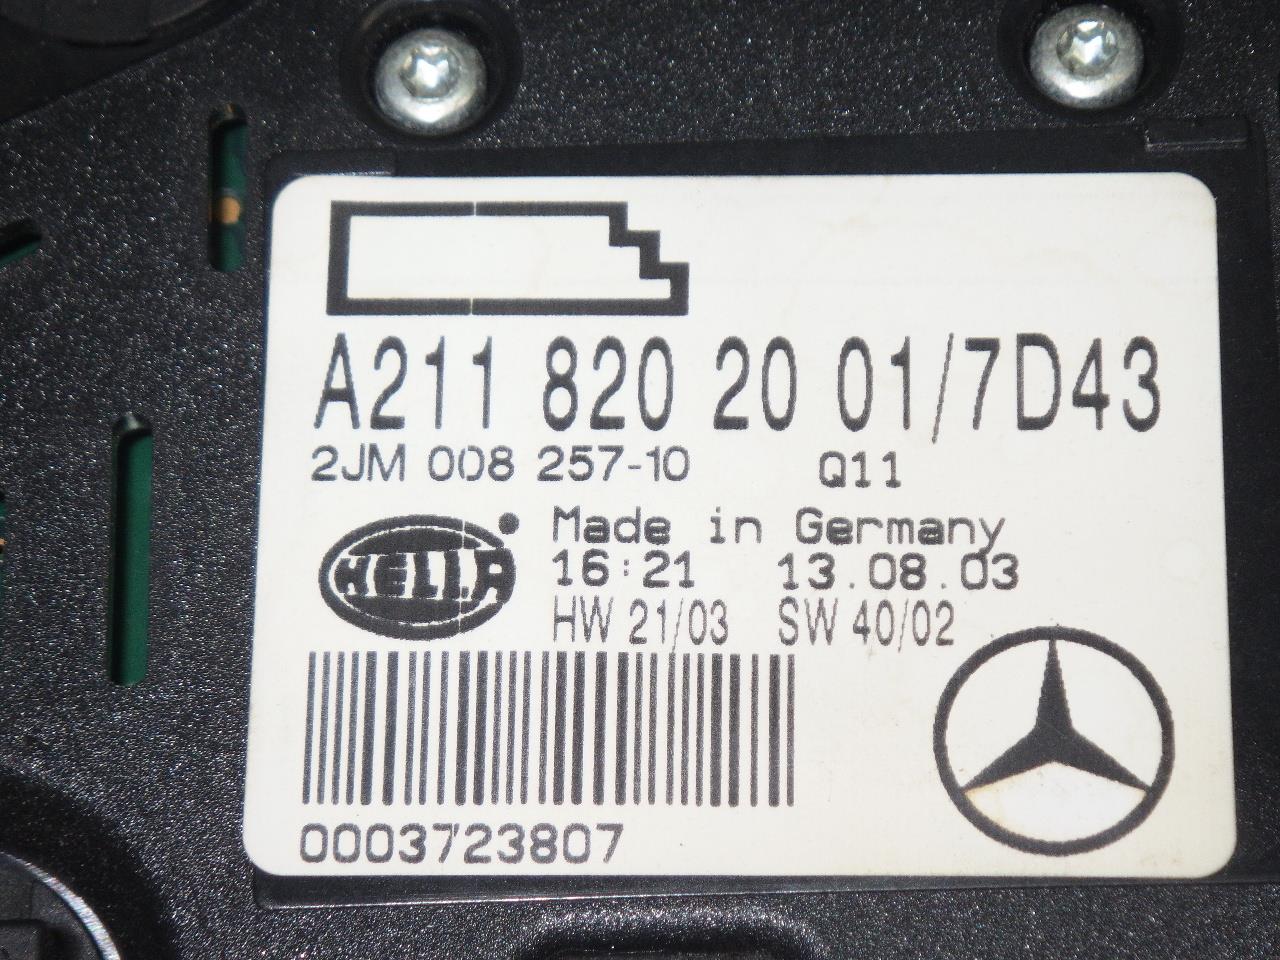 A211 820 20 01/7D43
2JM 008 257-10 Q11
HELLA
Made in Germany
16:21 13.08.03
HW 21/03 SW 40/02
0003723807